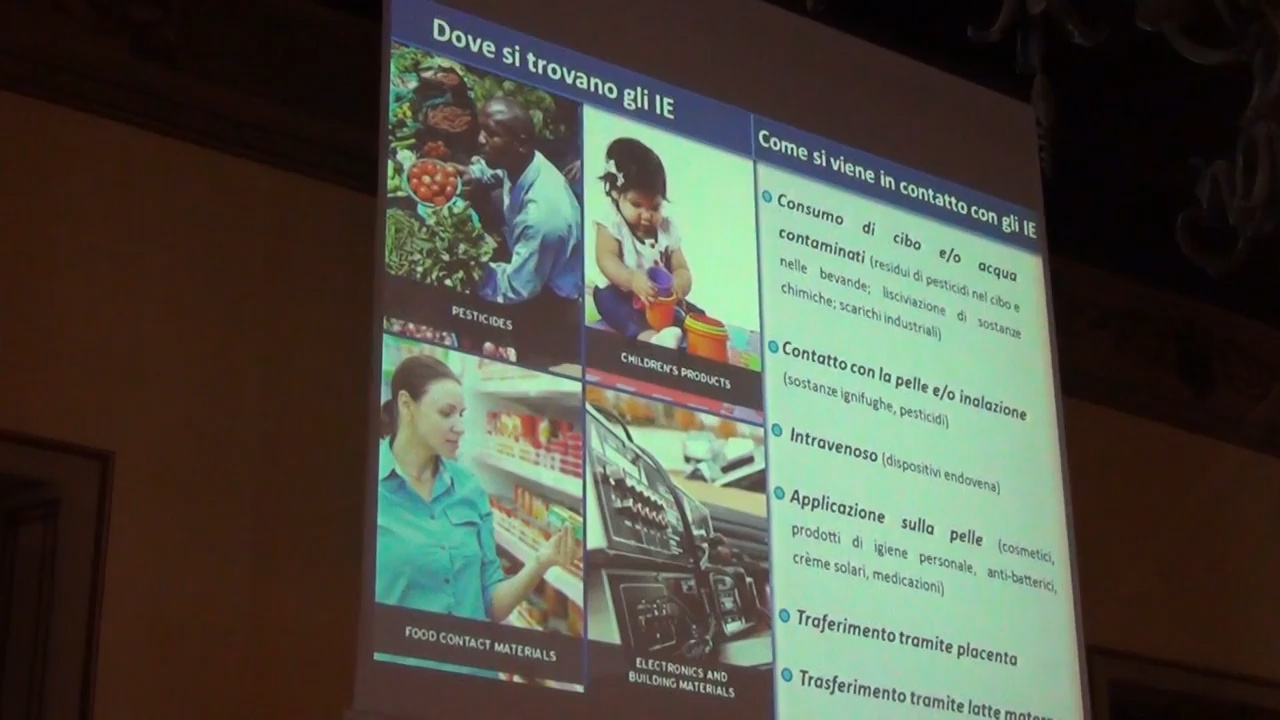 Dove si trovano gli IE
PESTICIDES
CHILDREN'S PRODUCTS
FOOD CONTACT MATERIALS
ELECTRONICS AND
BUILDING MATERIALS
Come si viene in contatto con gli IE
Consumo di cibo e/o acqua
contaminati (residui di pesticidi nel cibo e
nelle bevande; lisciviazione di sostanze
chimiche; scarichi industriali)
Contatto con la pelle e/o inalazione
(sostanze ignifughe, pesticidi)
Intravenoso (dispositivi endovena)
Applicazione sulla pelle (cosmetici,
prodotti di igiene personale, anti-batterici,
crème solari, medicazioni)
Traferimento tramite placenta
Trasferimento tramite latte